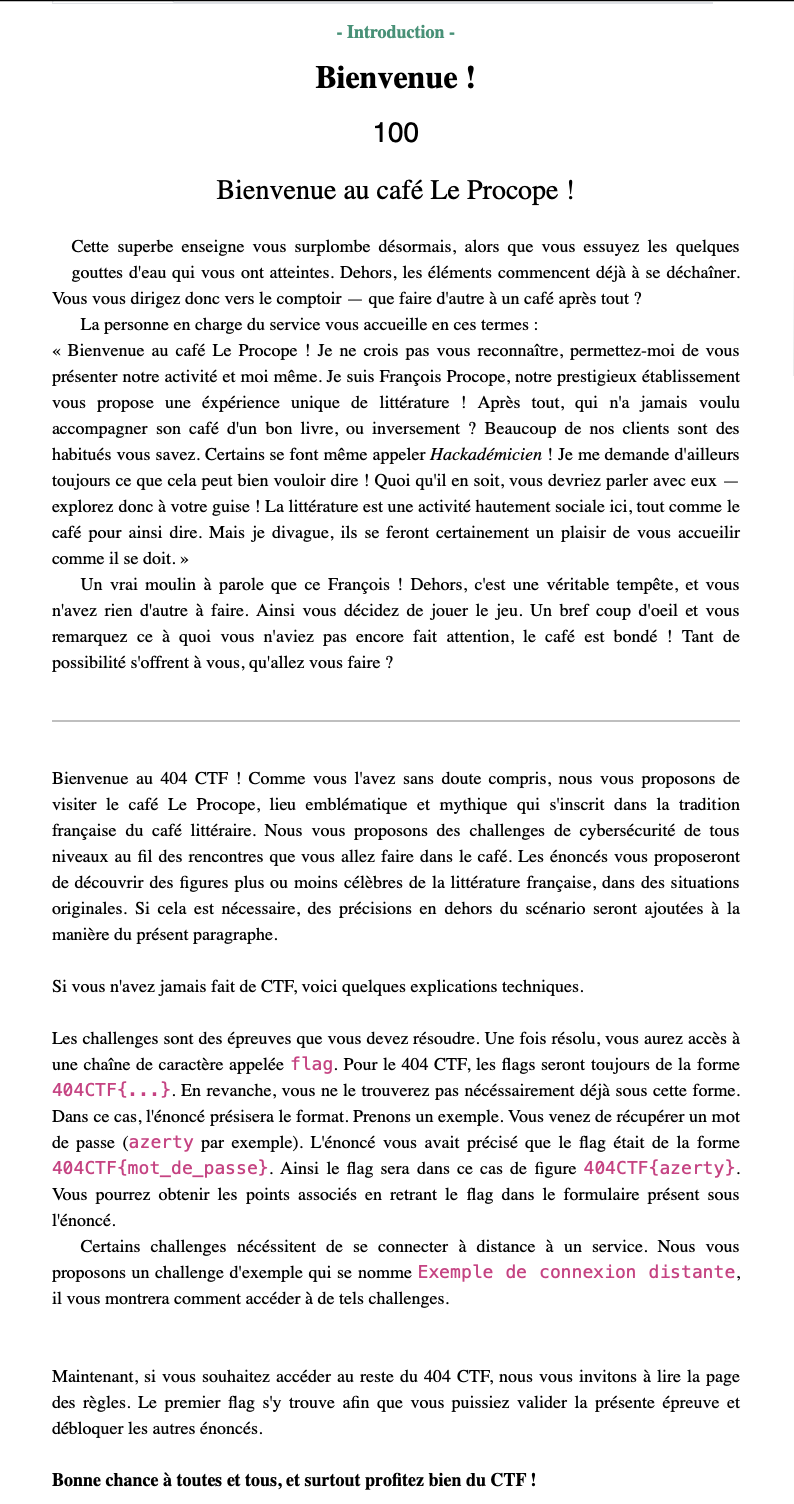 - Introduction -
Bienvenue !
100
Bienvenue au café Le Procope !
Cette superbe enseigne vous surplombe désormais, alors que vous essuyez les quelques
gouttes d'eau qui vous ont atteintes. Dehors, les éléments commencent déjà à se déchaîner.
Vous vous dirigez donc vers le comptoir — que faire d'autre à un café après tout ?
La personne en charge du service vous accueille en ces termes :
« Bienvenue au café Le Procope ! Je ne crois pas vous reconnaître, permettez-moi de vous
présenter notre activité et moi même. Je suis François Procope, notre prestigieux établissement
vous propose une éxpérience unique de littérature ! Après tout, qui n'a jamais voulu
accompagner son café d'un bon livre, ou inversement ? Beaucoup de nos clients sont des
habitués vous savez. Certains se font même appeler Hackadémicien ! Je me demande d'ailleurs
toujours ce que cela peut bien vouloir dire ! Quoi qu'il en soit, vous devriez parler avec eux —
explorez donc à votre guise ! La littérature est une activité hautement sociale ici, tout comme le
café pour ainsi dire. Mais je divague, ils se feront certainement un plaisir de vous accueilir
comme il se doit. »
Un vrai moulin à parole que ce François ! Dehors, c'est une véritable tempête, et vous
n'avez rien d'autre à faire. Ainsi vous décidez de jouer le jeu. Un bref coup d'oeil et vous
remarquez ce à quoi vous n'aviez pas encore fait attention, le café est bondé ! Tant de
possibilité s'offrent à vous, qu'allez vous faire ?
Bienvenue au 404 CTF ! Comme vous l'avez sans doute compris, nous vous proposons de
visiter le café Le Procope, lieu emblématique et mythique qui s'inscrit dans la tradition
française du café littéraire. Nous vous proposons des challenges de cybersécurité de tous
niveaux au fil des rencontres que vous allez faire dans le café. Les énoncés vous proposeront
de découvrir des figures plus ou moins célèbres de la littérature française, dans des situations
originales. Si cela est nécessaire, des précisions en dehors du scénario seront ajoutées à la
manière du présent paragraphe.
Si vous n'avez jamais fait de CTF, voici quelques explications techniques.
Les challenges sont des épreuves que vous devez résoudre. Une fois résolu, vous aurez accès à
une chaîne de caractère appelée flag. Pour le 404 CTF, les flags seront toujours de la forme
404CTF{...}. En revanche, vous ne le trouverez pas nécéssairement déjà sous cette forme.
Dans ce cas, l'énoncé présisera le format. Prenons un exemple. Vous venez de récupérer un mot
de passe (azerty par exemple). L'énoncé vous avait précisé que le flag était de la forme
404CTF{mot_de_passe}. Ainsi le flag sera dans ce cas de figure 404CTF{azerty}.
Vous pourrez obtenir les points associés en retrant le flag dans le formulaire présent sous
l'énoncé.
Certains challenges nécéssitent de se connecter à distance à un service. Nous vous
proposons un challenge d'exemple qui se nomme Exemple de connexion distante,
il vous montrera comment accéder à de tels challenges.
Maintenant, si vous souhaitez accéder au reste du 404 CTF, nous vous invitons à lire la page
des règles. Le premier flag s'y trouve afin que vous puissiez valider la présente épreuve et
débloquer les autres énoncés.
Bonne chance à toutes et tous, et surtout profitez bien du CTF !